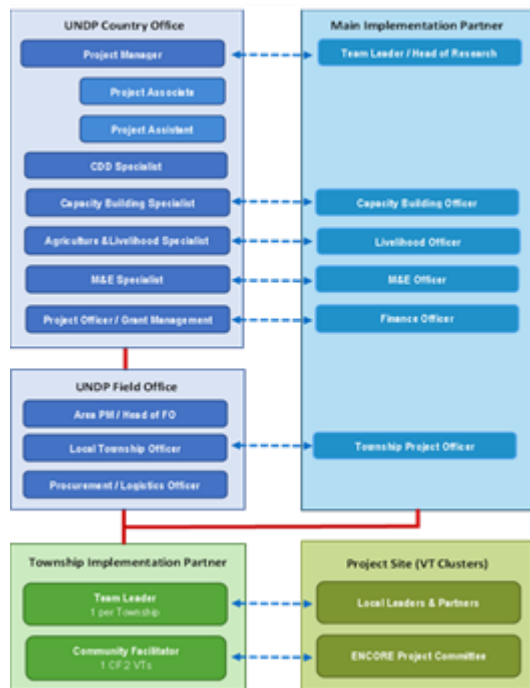 UNDP Country Office
Project Manager
Project Associate
Project Assistant
CDD Specialist
Capacity Building Specialist
Agriculture &Livelihood Specialist
M&E Specialist
Project Officer / Grant Management
Main Implementation Partner
Team Leader / Head of Research
Capacity Building Officer
Livelihood Officer
M&E Officer
Finance Officer
Township Project Officer
UNDP Field Office
Area PM / Head of FO
Local Township Officer
Procurement / Logistics Officer
Township Implementation Partner
Team Leader
1 per Township
Community Facilitator
1 CF 2 VTs
Project Site (VT Clusters)
Local Leaders & Partners
ENCORE Project Committee